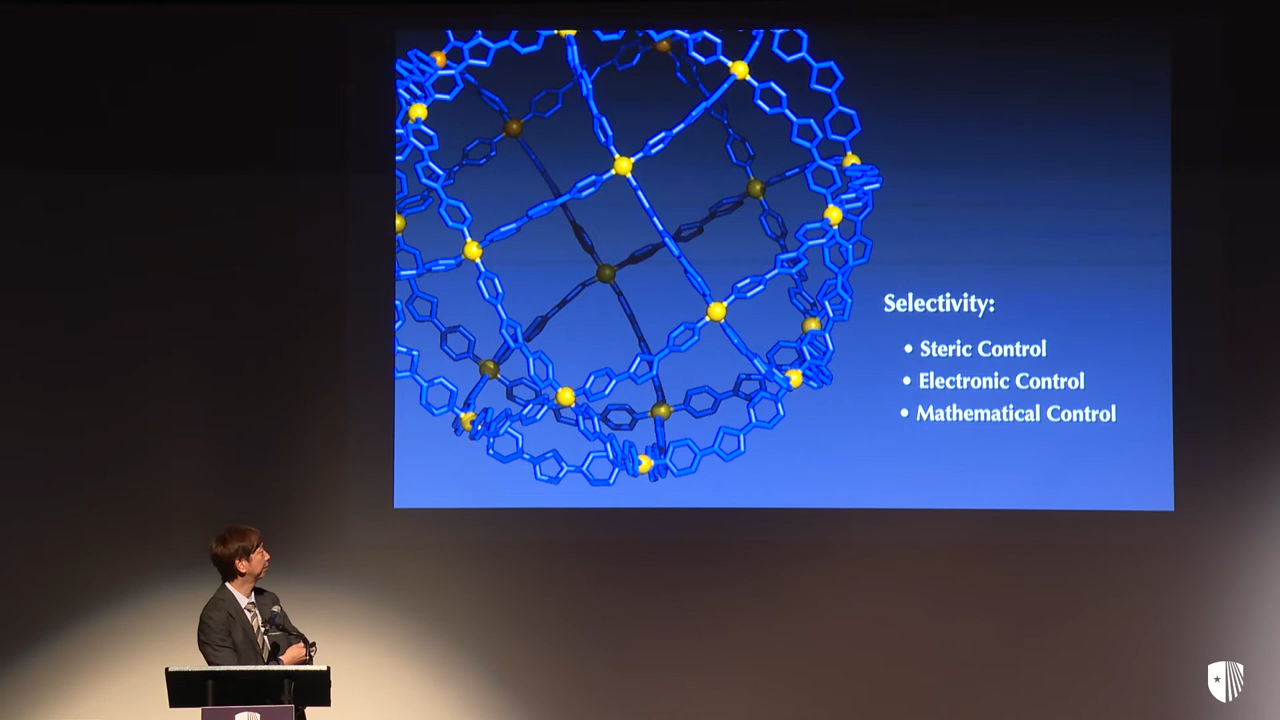 Selectivity:
• Steric Control
• Electronic Control
• Mathematical Control